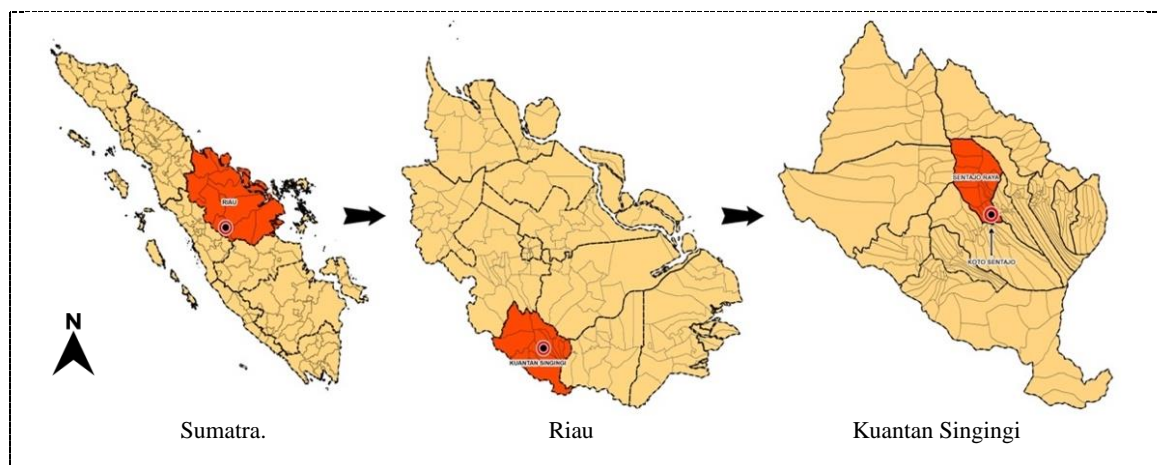 N
RIAU
KUANTAN SINGINGI
SENTAJO RAYA
KOTO SENTAJO
Sumatra.
Riau
Kuantan Singingi